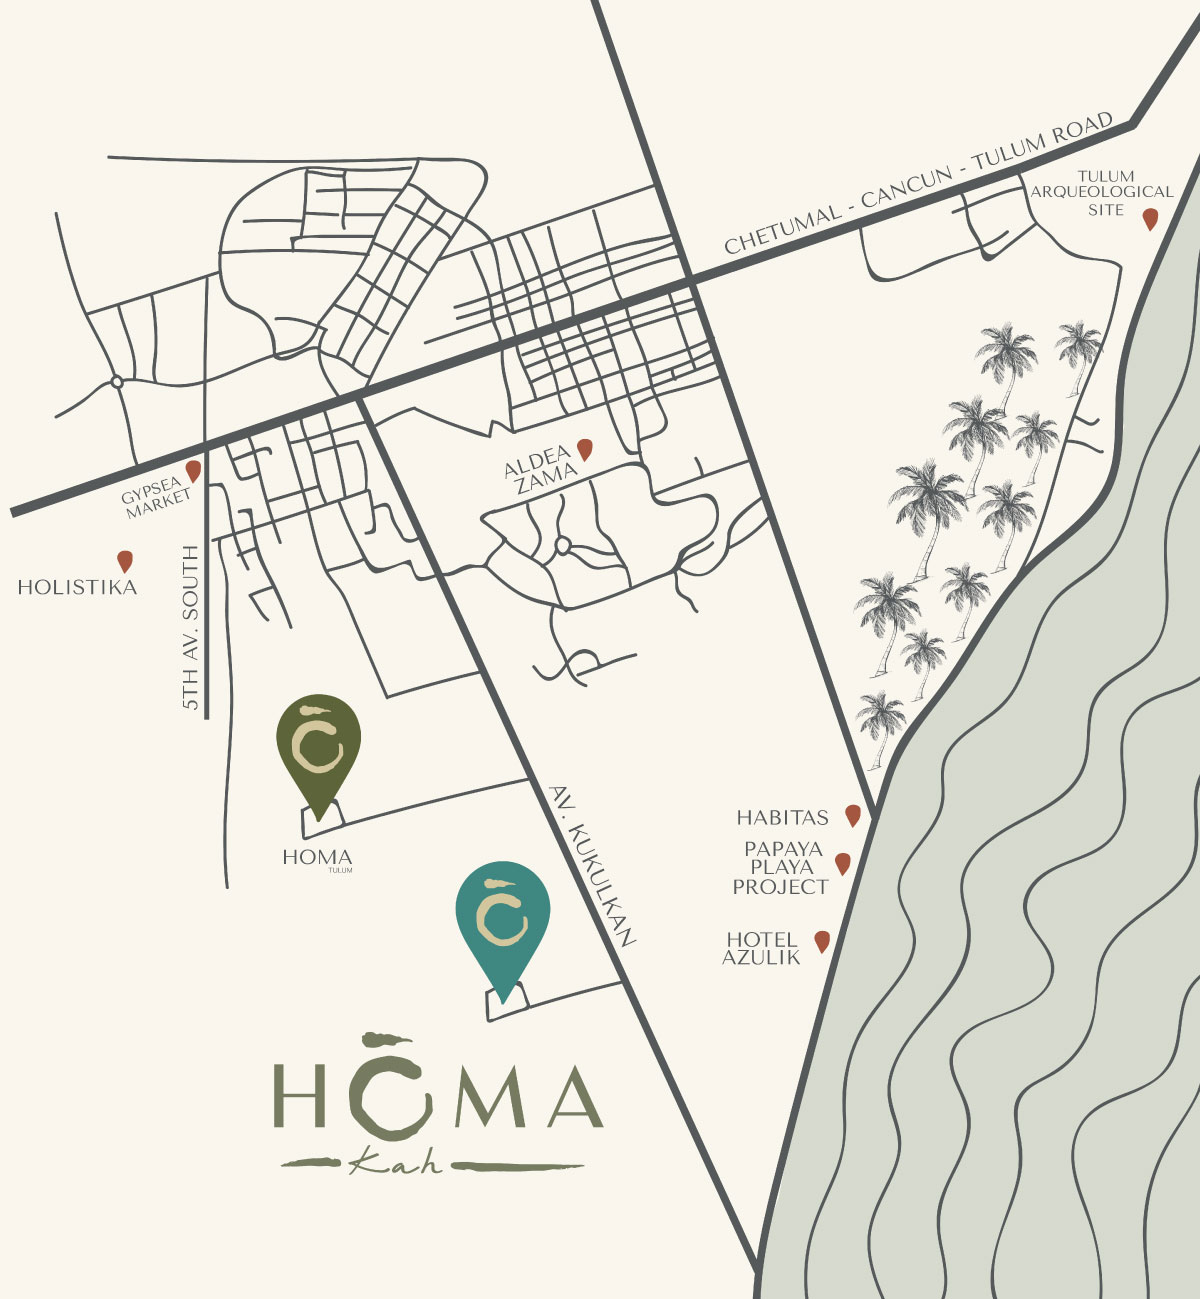 CHETUMAL - CANCUN - TULUM ROAD
TULUM
ARQUEOLOGICAL
SITE
ALDEA
ZAMA
GYPSEA
MARKET
HOLISTIKA
5TH AV. SOUTH
HOMA
TULUM
AV. KUKULKAN
HABITAS
PAPAYA
PLAYA
PROJECT
HOTEL
AZULIK
HŌMA
Kah